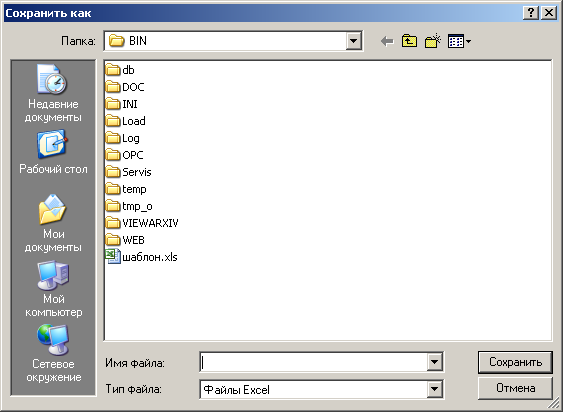 Сохранить как
Папка: BIN
Недавние
документы
Рабочий стол
Мои
документы
Мой
компьютер
Сетевое
окружение
db
DOC
INI
Load
Log
OPC
Servis
temp
tmp_o
VIEWARXIV
WEB
шаблон.xls
Имя файла:
Сохранить
Тип файла: Файлы Excel
Отмена